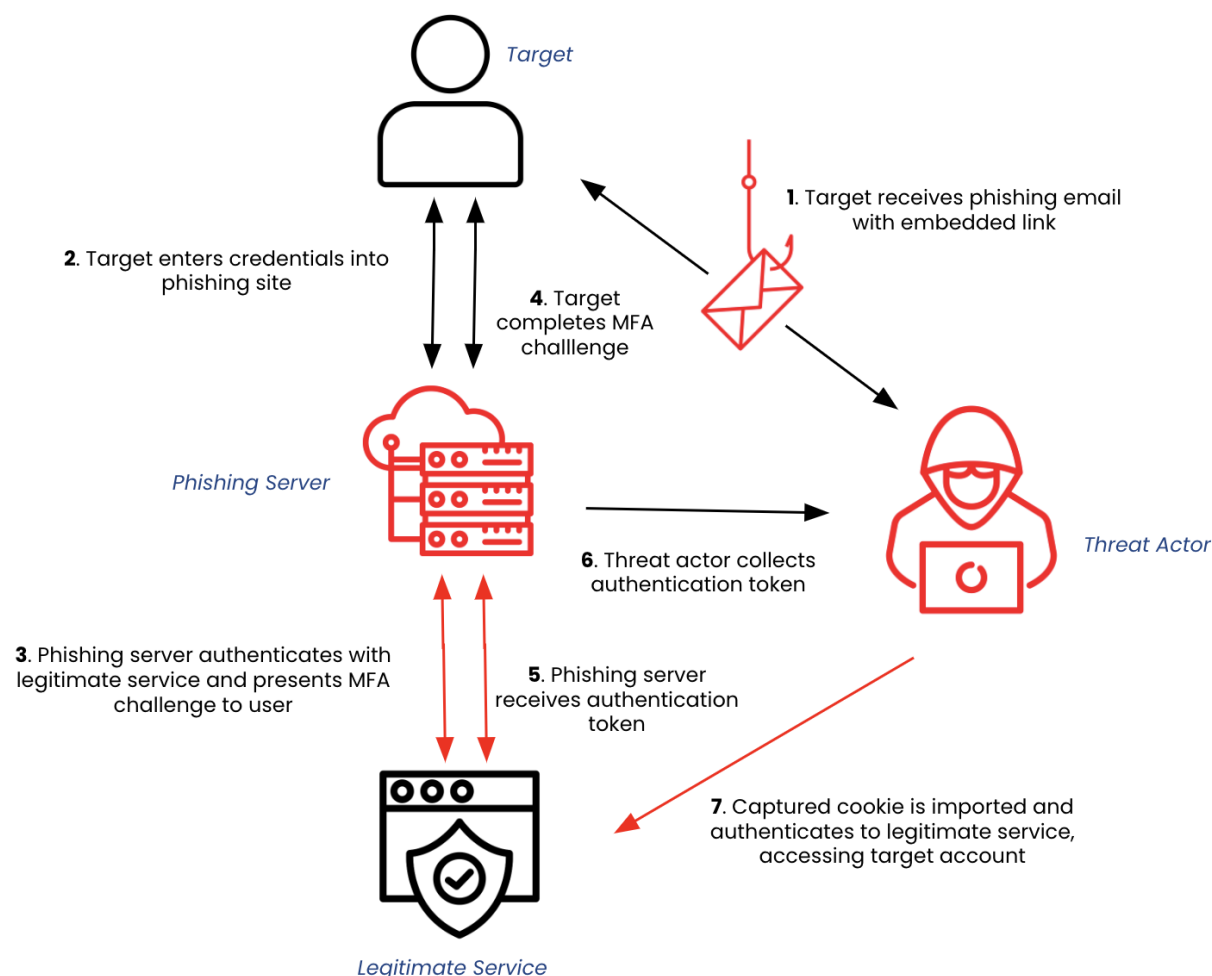 Target
1. Target receives phishing email
with embedded link
2. Target enters credentials into
phishing site
4. Target
completes MFA
challlenge
Phishing Server
Threat Actor
6. Threat actor collects
authentication token
3. Phishing server authenticates with
legitimate service and presents MFA
challenge to user
5. Phishing server
receives authentication
token
7. Captured cookie is imported and
authenticates to legitimate service,
accessing target account
Legitimate Service